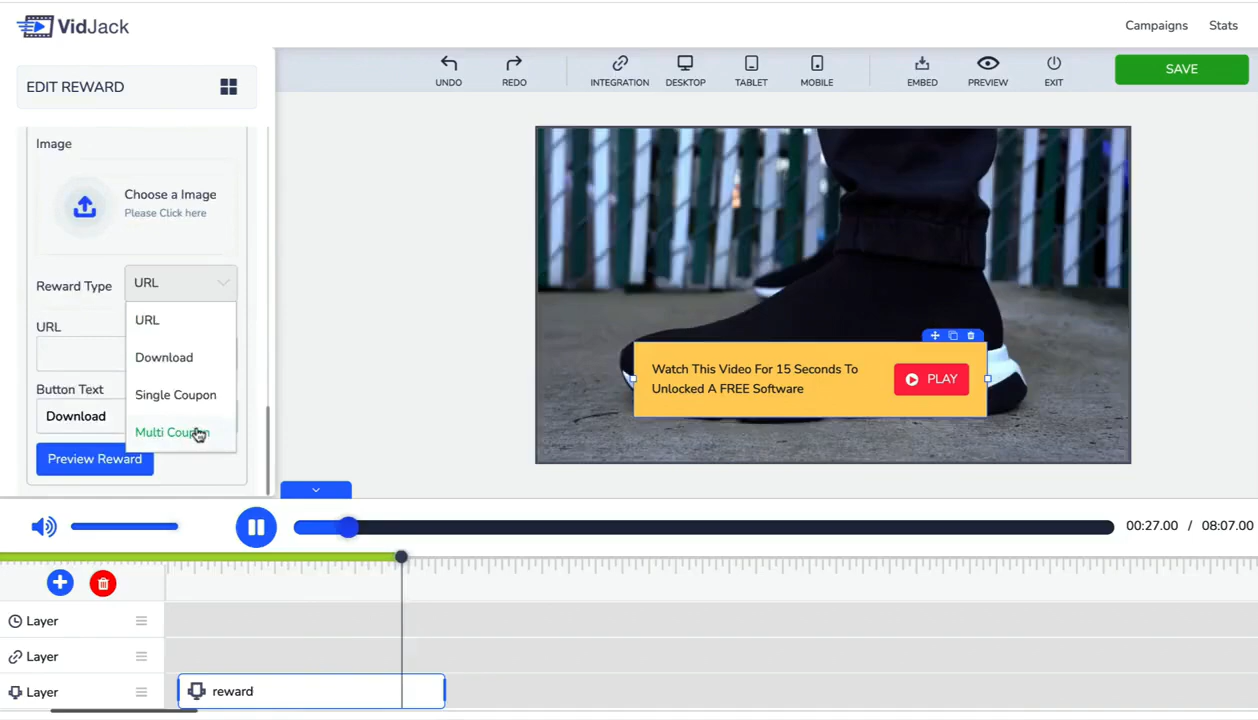 VidJack
Campaigns
Stats
EDIT REWARD
UNDO
REDO
INTEGRATION
DESKTOP
TABLET
MOBILE
EMBED
PREVIEW
EXIT
SAVE
Image
Choose a Image
Please Click here
Reward Type
URL
URL
Download
Single Coupon
Multi Coupon
URL
Button Text
Download
Preview Reward
Watch This Video For 15 Seconds To
Unlocked A FREE Software
PLAY
00:27.00 / 08:07.00
Layer
Layer
Layer
reward